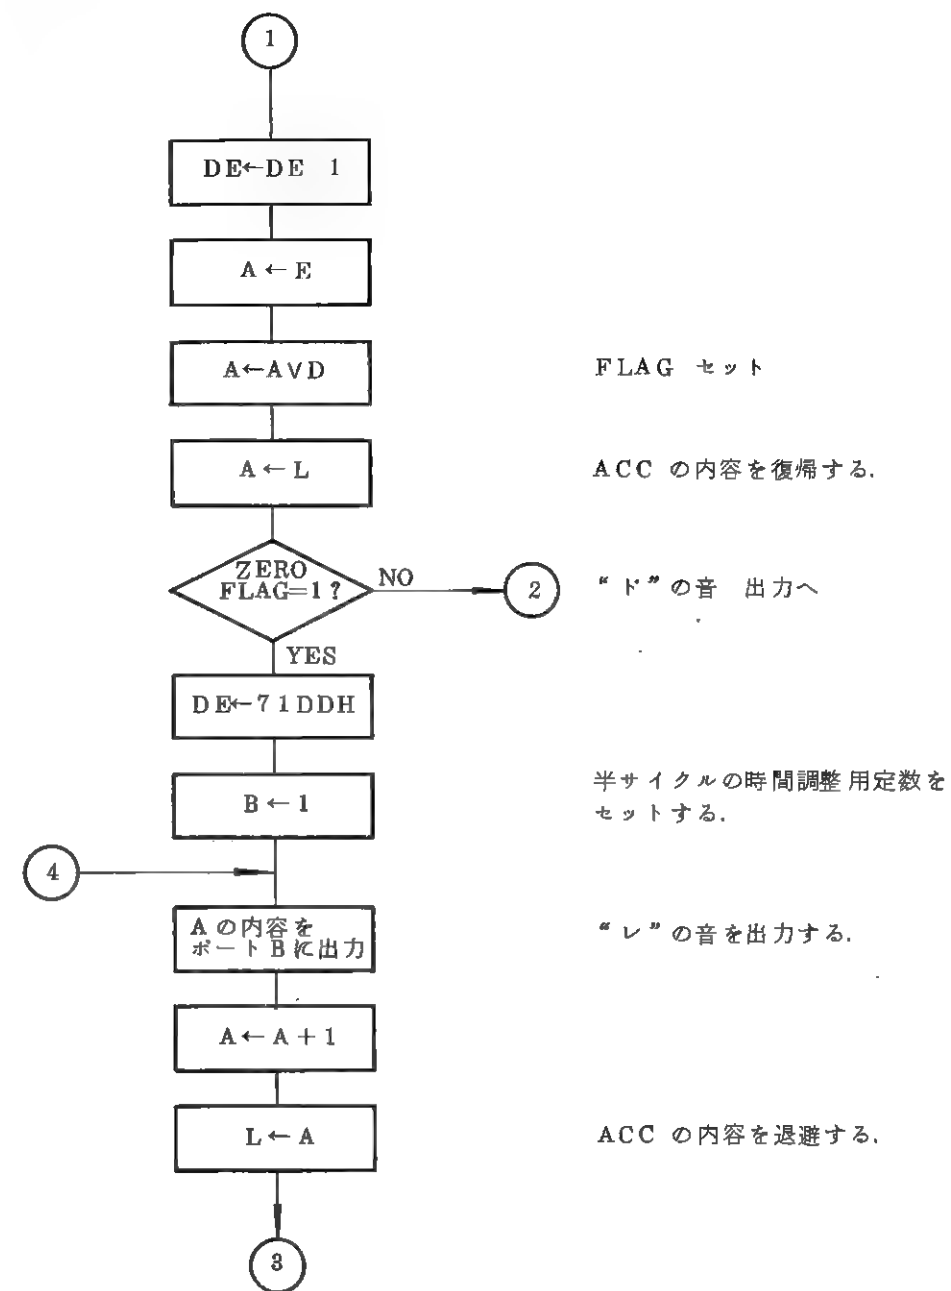 1
DE←DE 1
A←E
A←A∨D
FLAG セット
A←L
ACC の内容を復帰する.
ZERO
FLAG=1?
NO
2
“ド”の音 出力へ
YES
DE←71DDH
B←1
半サイクルの時間調整用定数を
セットする.
4
Aの内容を
ポートBに出力
“レ”の音を出力する.
A←A+1
L←A
ACC の内容を退避する.
3